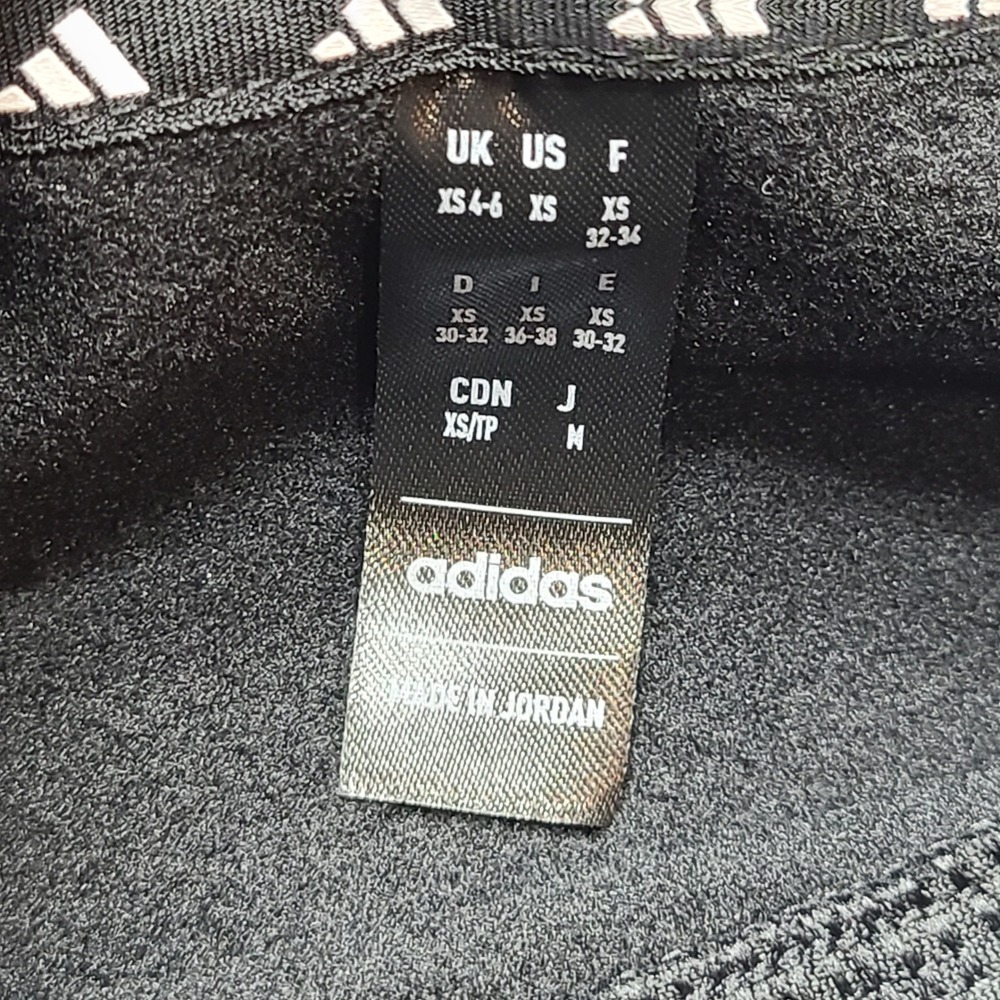 UK US F
XS 4-6 XS XS
32-34
D I E
XS XS XS
30-32 36-38 30-32
CDN J
XS/TP M
adidas
MADE IN JORDAN